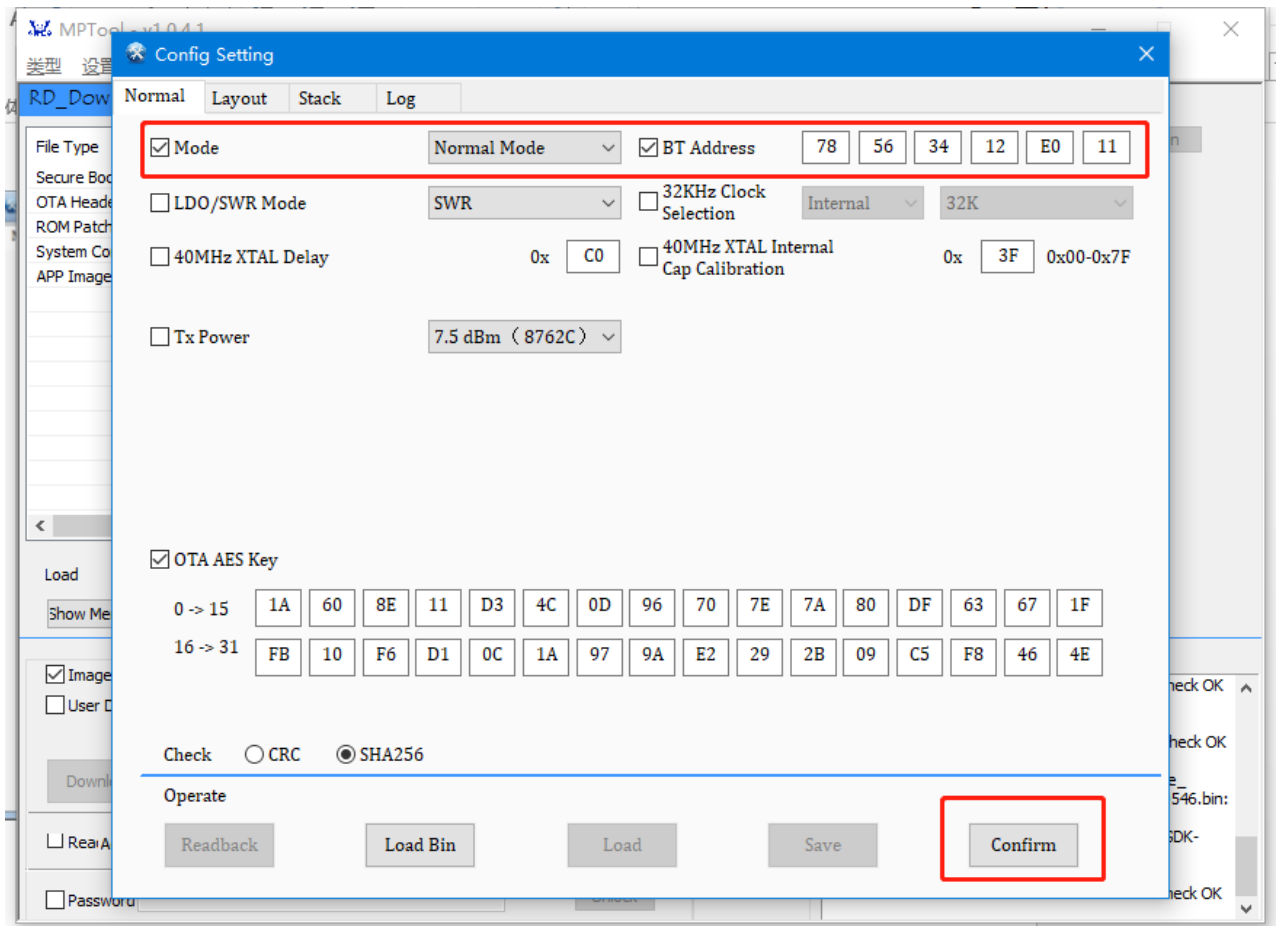 MPTool - v1.0.4.1
类型 设置
Config Setting
RD_Dow
Normal Layout Stack Log
File Type
Mode Normal Mode BT Address 78 56 34 12 E0 11
Secure Boo
OTA Heade LDO/SWR Mode SWR 32KHz Clock Selection Internal 32K
ROM Patch
System Co 40MHz XTAL Delay 0x C0 40MHz XTAL Internal Cap Calibration 0x 3F 0x00-0x7F
APP Image
Tx Power 7.5 dBm（8762C）
OTA AES Key
Load
0 -> 15 1A 60 8E 11 D3 4C 0D 96 70 7E 7A 80 DF 63 67 1F
Show Me
16 -> 31 FB 10 F6 D1 0C 1A 97 9A E2 29 2B 09 C5 F8 46 4E
Image
heck OK
User D
heck OK
Check CRC SHA256
Downl
Operate
546.bin:
Rea
SDK-
Readback Load Bin Load Save Confirm
heck OK
Password